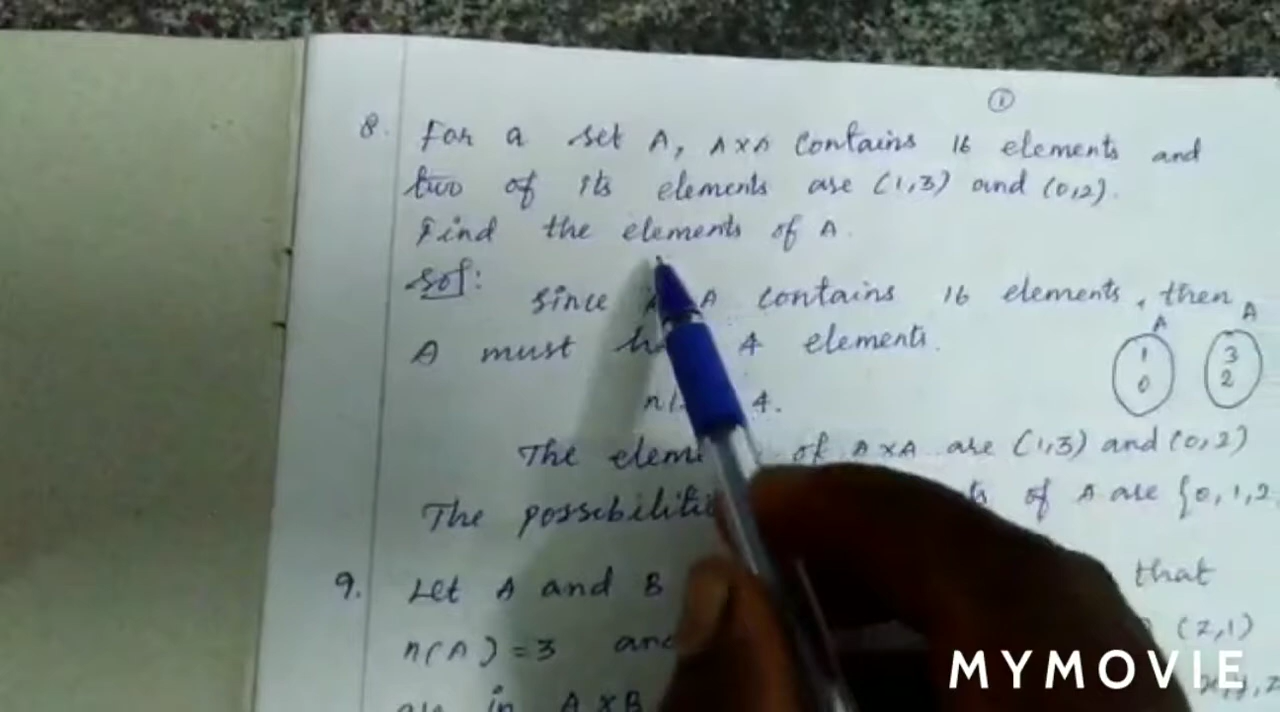 ①
8. For a set A, A×A contains 16 elements and
two of its elements are (1,3) and (0,2).
Find the elements of A.
Sol:
Since A contains 16 elements, then
A must 4 elements.
A A
1 3
0 2
4.
The of A×A are (1,3) and (0,2)
The of A are {0,1,2,
9. Let A and B that
n(A)=3 and (2,1)
are in A×B
MYMOVIE